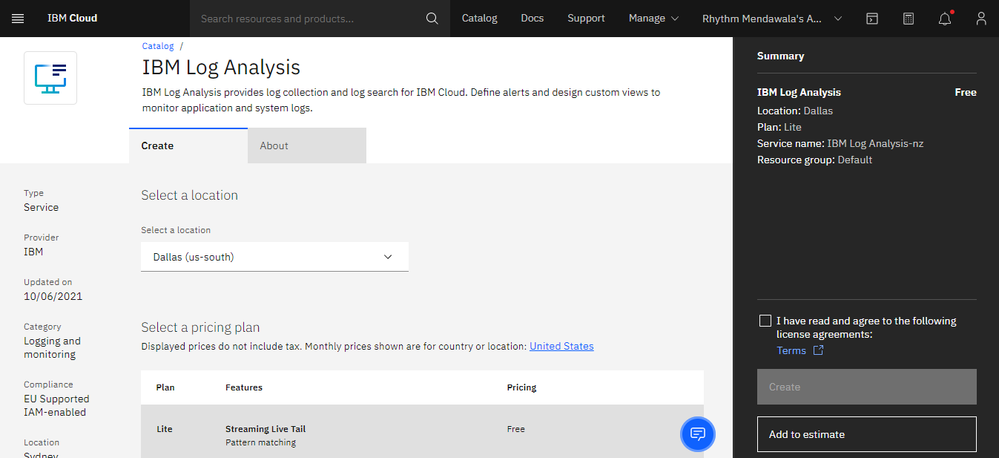 IBM Cloud
Search resources and products...
Catalog
Docs
Support
Manage
Rhythm Mendawala's A...
Catalog /
IBM Log Analysis
IBM Log Analysis provides log collection and log search for IBM Cloud. Define alerts and design custom views to
monitor application and system logs.
Create
About
Type
Service
Provider
IBM
Updated on
10/06/2021
Category
Logging and
monitoring
Compliance
EU Supported
IAM-enabled
Location
Sydney
Select a location
Select a location
Dallas (us-south)
Select a pricing plan
Displayed prices do not include tax. Monthly prices shown are for country or location: United States
Plan Features Pricing
Lite Streaming Live Tail Free
Pattern matching
Summary
IBM Log Analysis Free
Location: Dallas
Plan: Lite
Service name: IBM Log Analysis-nz
Resource group: Default
I have read and agree to the following
license agreements:
Terms
Create
Add to estimate